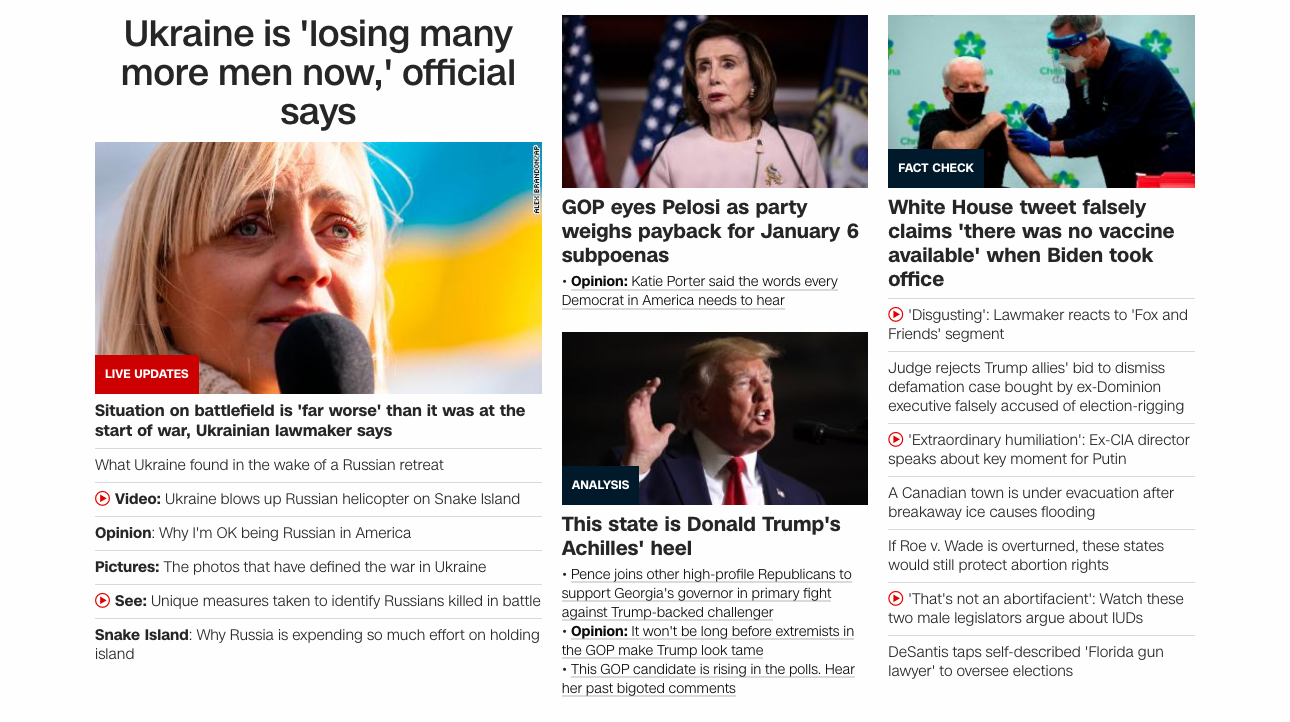 Ukraine is 'losing many
more men now,' official
says
ALEX BRANDON/AP
LIVE UPDATES
Situation on battlefield is 'far worse' than it was at the
start of war, Ukrainian lawmaker says
What Ukraine found in the wake of a Russian retreat
Video: Ukraine blows up Russian helicopter on Snake Island
Opinion: Why I'm OK being Russian in America
Pictures: The photos that have defined the war in Ukraine
See: Unique measures taken to identify Russians killed in battle
Snake Island: Why Russia is expending so much effort on holding
island
GOP eyes Pelosi as party
weighs payback for January 6
subpoenas
• Opinion: Katie Porter said the words every
Democrat in America needs to hear
ANALYSIS
This state is Donald Trump's
Achilles' heel
• Pence joins other high-profile Republicans to
support Georgia's governor in primary fight
against Trump-backed challenger
• Opinion: It won't be long before extremists in
the GOP make Trump look tame
• This GOP candidate is rising in the polls. Hear
her past bigoted comments
FACT CHECK
White House tweet falsely
claims 'there was no vaccine
available' when Biden took
office
'Disgusting': Lawmaker reacts to 'Fox and
Friends' segment
Judge rejects Trump allies' bid to dismiss
defamation case bought by ex-Dominion
executive falsely accused of election-rigging
'Extraordinary humiliation': Ex-CIA director
speaks about key moment for Putin
A Canadian town is under evacuation after
breakaway ice causes flooding
If Roe v. Wade is overturned, these states
would still protect abortion rights
'That's not an abortifacient': Watch these
two male legislators argue about IUDs
DeSantis taps self-described 'Florida gun
lawyer' to oversee elections